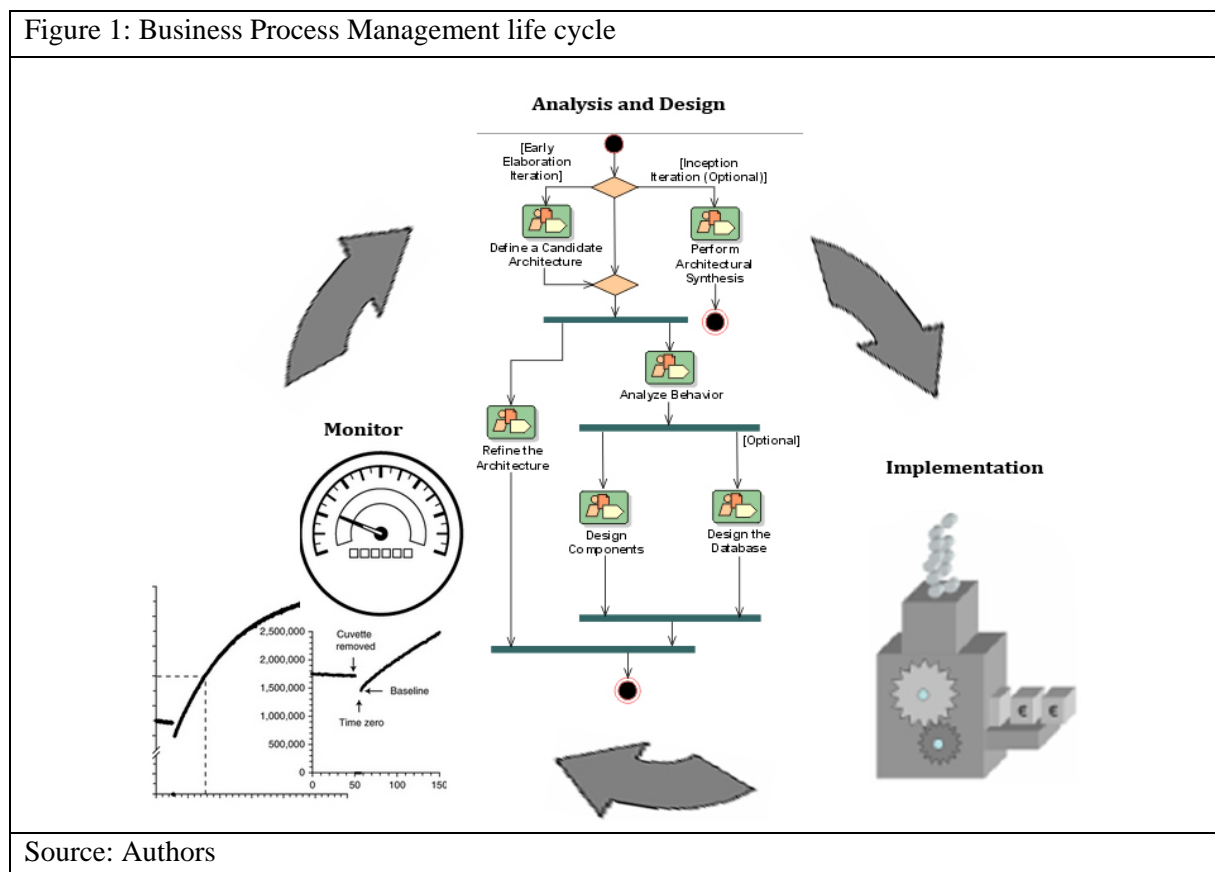 Figure 1: Business Process Management life cycle
Analysis and Design
[Early
Elaboration
Iteration]
[Inception
Iteration (Optional)]
Define a Candidate
Architecture
Perform
Architectural
Synthesis
Analyze Behavior
Monitor
Refine the
Architecture
[Optional]
Implementation
Design
Components
Design the
Database
2,500,000
2,000,000
1,500,000
1,000,000
500,000
0
Cuvette
removed
Baseline
Time zero
0 50 100 150
€ €
Source: Authors